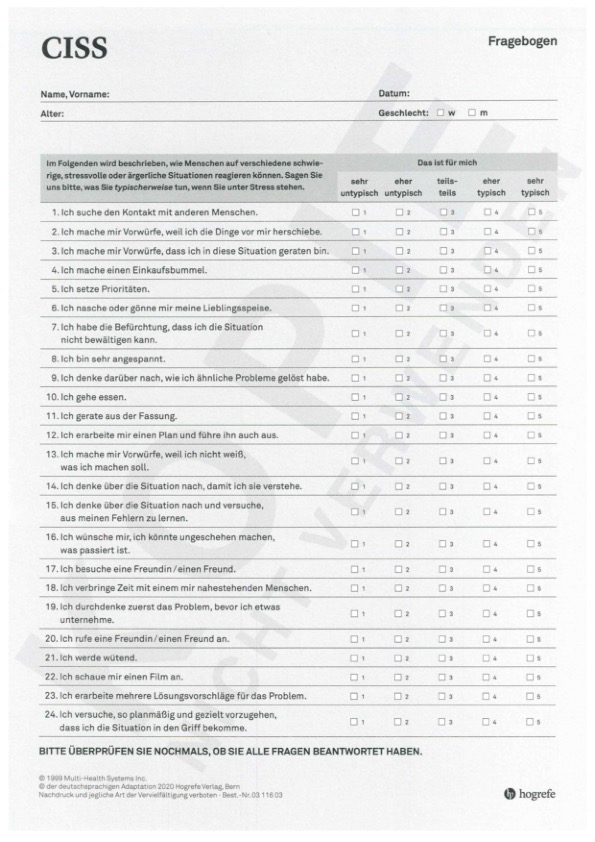 CISS
Fragebogen
Name, Vorname:
Datum:
Alter:
Geschlecht: ☐ w ☐ m
Im Folgenden wird beschrieben, wie Menschen auf verschiedene schwie-
rige, stressvolle oder ärgerliche Situationen reagieren können. Sagen Sie
uns bitte, was Sie typischerweise tun, wenn Sie unter Stress stehen.
Das ist für mich
sehr untypisch
eher untypisch
teils-teils
eher typisch
sehr typisch
1. Ich suche den Kontakt mit anderen Menschen. ☐ 1 ☐ 2 ☐ 3 ☐ 4 ☐ 5
2. Ich mache mir Vorwürfe, weil ich die Dinge vor mir herschiebe. ☐ 1 ☐ 2 ☐ 3 ☐ 4 ☐ 5
3. Ich mache mir Vorwürfe, dass ich in diese Situation geraten bin. ☐ 1 ☐ 2 ☐ 3 ☐ 4 ☐ 5
4. Ich mache einen Einkaufsbummel. ☐ 1 ☐ 2 ☐ 3 ☐ 4 ☐ 5
5. Ich setze Prioritäten. ☐ 1 ☐ 2 ☐ 3 ☐ 4 ☐ 5
6. Ich nasche oder gönne mir meine Lieblingsspeise. ☐ 1 ☐ 2 ☐ 3 ☐ 4 ☐ 5
7. Ich habe die Befürchtung, dass ich die Situation
nicht bewältigen kann. ☐ 1 ☐ 2 ☐ 3 ☐ 4 ☐ 5
8. Ich bin sehr angespannt. ☐ 1 ☐ 2 ☐ 3 ☐ 4 ☐ 5
9. Ich denke darüber nach, wie ich ähnliche Probleme gelöst habe. ☐ 1 ☐ 2 ☐ 3 ☐ 4 ☐ 5
10. Ich gehe essen. ☐ 1 ☐ 2 ☐ 3 ☐ 4 ☐ 5
11. Ich gerate aus der Fassung. ☐ 1 ☐ 2 ☐ 3 ☐ 4 ☐ 5
12. Ich erarbeite mir einen Plan und führe ihn auch aus. ☐ 1 ☐ 2 ☐ 3 ☐ 4 ☐ 5
13. Ich mache mir Vorwürfe, weil ich nicht weiß,
was ich machen soll. ☐ 1 ☐ 2 ☐ 3 ☐ 4 ☐ 5
14. Ich denke über die Situation nach, damit ich sie verstehe. ☐ 1 ☐ 2 ☐ 3 ☐ 4 ☐ 5
15. Ich denke über die Situation nach und versuche,
aus meinen Fehlern zu lernen. ☐ 1 ☐ 2 ☐ 3 ☐ 4 ☐ 5
16. Ich wünsche mir, ich könnte ungeschehen machen,
was passiert ist. ☐ 1 ☐ 2 ☐ 3 ☐ 4 ☐ 5
17. Ich besuche eine Freundin/einen Freund. ☐ 1 ☐ 2 ☐ 3 ☐ 4 ☐ 5
18. Ich verbringe Zeit mit einem mir nahestehenden Menschen. ☐ 1 ☐ 2 ☐ 3 ☐ 4 ☐ 5
19. Ich durchdenke zuerst das Problem, bevor ich etwas
unternehme. ☐ 1 ☐ 2 ☐ 3 ☐ 4 ☐ 5
20. Ich rufe eine Freundin/einen Freund an. ☐ 1 ☐ 2 ☐ 3 ☐ 4 ☐ 5
21. Ich werde wütend. ☐ 1 ☐ 2 ☐ 3 ☐ 4 ☐ 5
22. Ich schaue mir einen Film an. ☐ 1 ☐ 2 ☐ 3 ☐ 4 ☐ 5
23. Ich erarbeite mehrere Lösungsvorschläge für das Problem. ☐ 1 ☐ 2 ☐ 3 ☐ 4 ☐ 5
24. Ich versuche, so planmäßig und gezielt vorzugehen,
dass ich die Situation in den Griff bekomme. ☐ 1 ☐ 2 ☐ 3 ☐ 4 ☐ 5
BITTE ÜBERPRÜFEN SIE NOCHMALS, OB SIE ALLE FRAGEN BEANTWORTET HABEN.
© 1999 Multi-Health Systems Inc.
© der deutschsprachigen Adaptation 2020 Hogrefe Verlag, Bern
Nachdruck und jegliche Art der Vervielfältigung verboten · Best.-Nr. 03 116 03
hogrefe
KOPIE
NICHT VERWENDEN